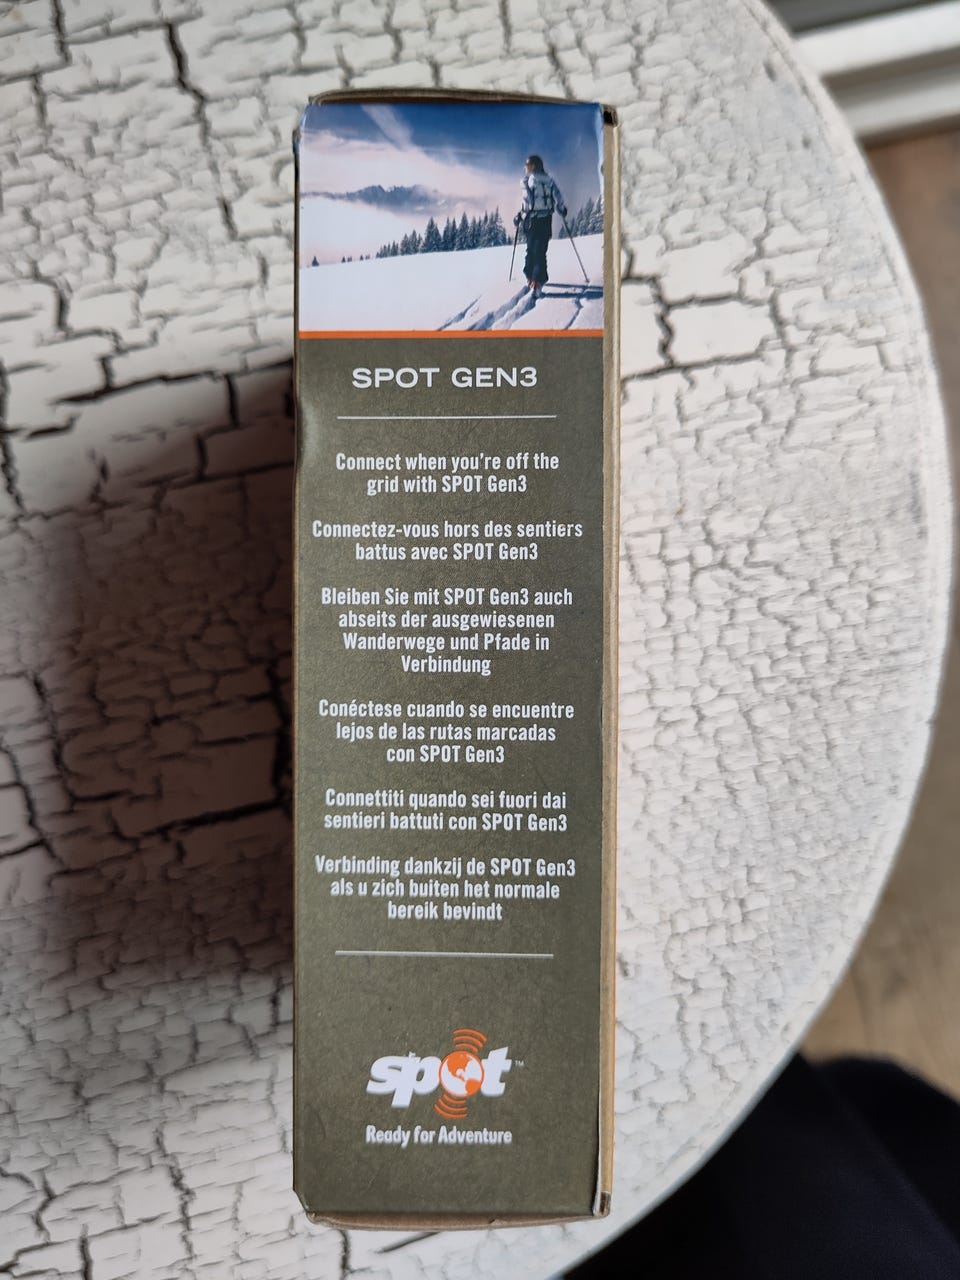 SPOT GEN3
Connect when you're off the
grid with SPOT Gen3
Connectez-vous hors des sentiers
battus avec SPOT Gen3
Bleiben Sie mit SPOT Gen3 auch
abseits der ausgewiesenen
Wanderwege und Pfade in
Verbindung
Conéctese cuando se encuentre
lejos de las rutas marcadas
con SPOT Gen3
Connettiti quando sei fuori dai
sentieri battuti con SPOT Gen3
Verbinding dankzij de SPOT Gen3
als u zich buiten het normale
bereik bevindt
spot™
Ready for Adventure